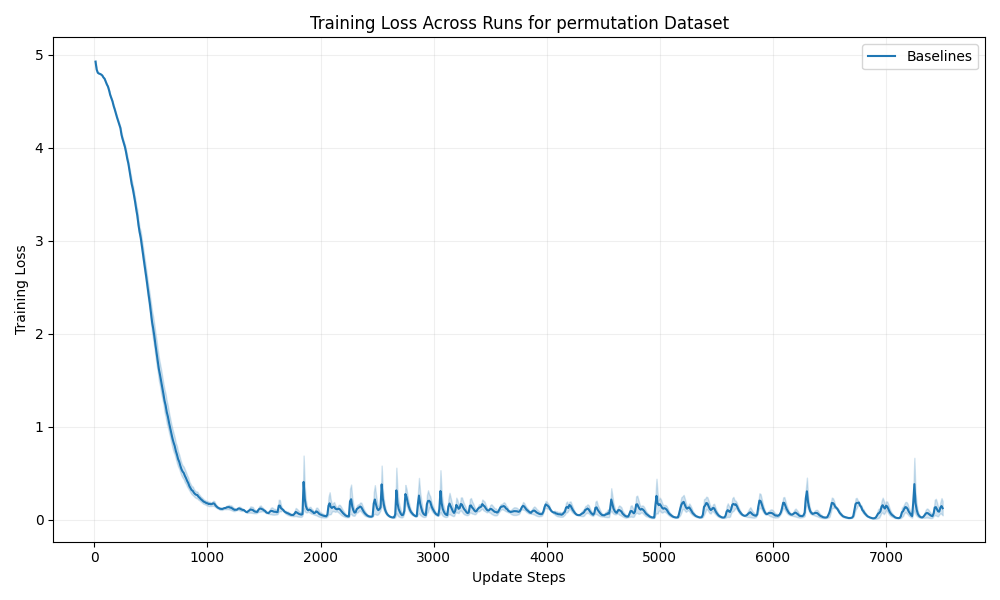 Training Loss Across Runs for permutation Dataset
Baselines
Training Loss
5
4
3
2
1
0
0 1000 2000 3000 4000 5000 6000 7000
Update Steps